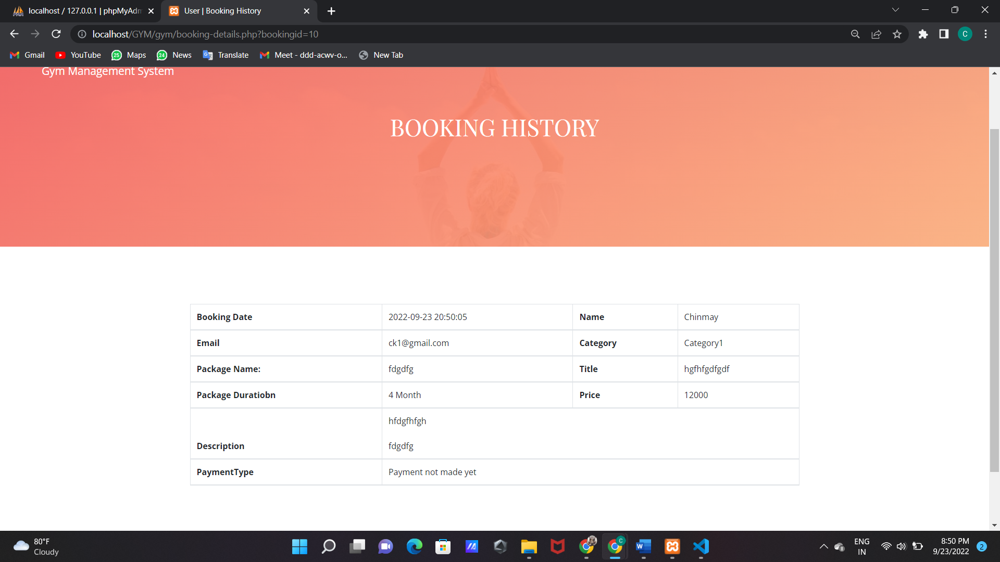 localhost / 127.0.0.1 | phpMyAdm
User | Booking History
localhost/GYM/gym/booking-details.php?bookingid=10
C
Gmail
YouTube
25 Maps
24 News
Translate
Meet - ddd-acwv-o...
New Tab
Gym Management System
BOOKING HISTORY
Booking Date 2022-09-23 20:50:05 Name Chinmay
Email ck1@gmail.com Category Category1
Package Name: fdgdfg Title hgfhfgdfgdf
Package Duratiobn 4 Month Price 12000
hfdgfhfgh
Description fdgdfg
PaymentType Payment not made yet
80°F
Cloudy
C
W
ENG
IN
8:50 PM
9/23/2022
2